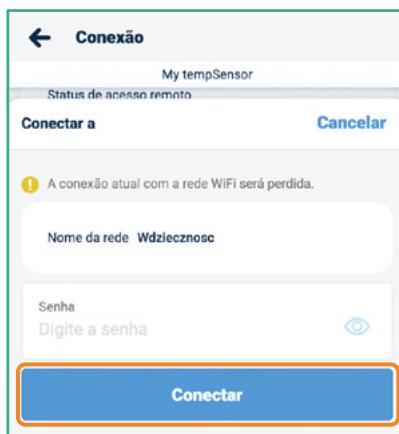 Conexão
My tempSensor
Status de acesso remoto
Conectar a Cancelar
A conexão atual com a rede WiFi será perdida.
Nome da rede Wdziecznosc
Senha
Digite a senha
Conectar